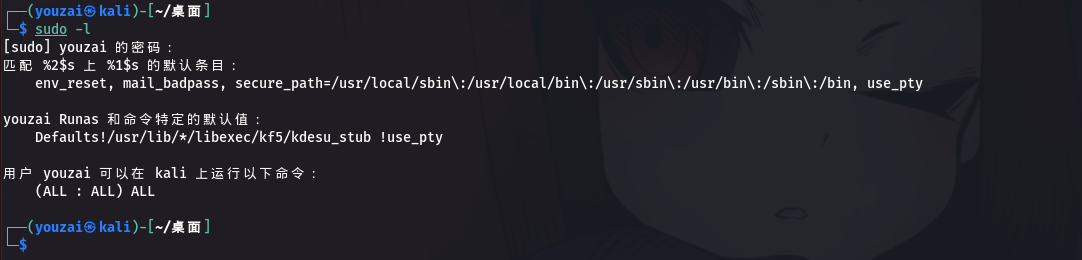 ┌──(youzai㉿kali)-[~/桌面]
└─$ sudo -l
[sudo] youzai 的密码：
匹配 %2$s 上 %1$s 的默认条目：
    env_reset, mail_badpass, secure_path=/usr/local/sbin\:/usr/local/bin\:/usr/sbin\:/usr/bin\:/sbin\:/bin, use_pty

youzai Runas 和命令特定的默认值：
    Defaults!/usr/lib/*/libexec/kf5/kdesu_stub !use_pty

用户 youzai 可以在 kali 上运行以下命令：
    (ALL : ALL) ALL

┌──(youzai㉿kali)-[~/桌面]
└─$